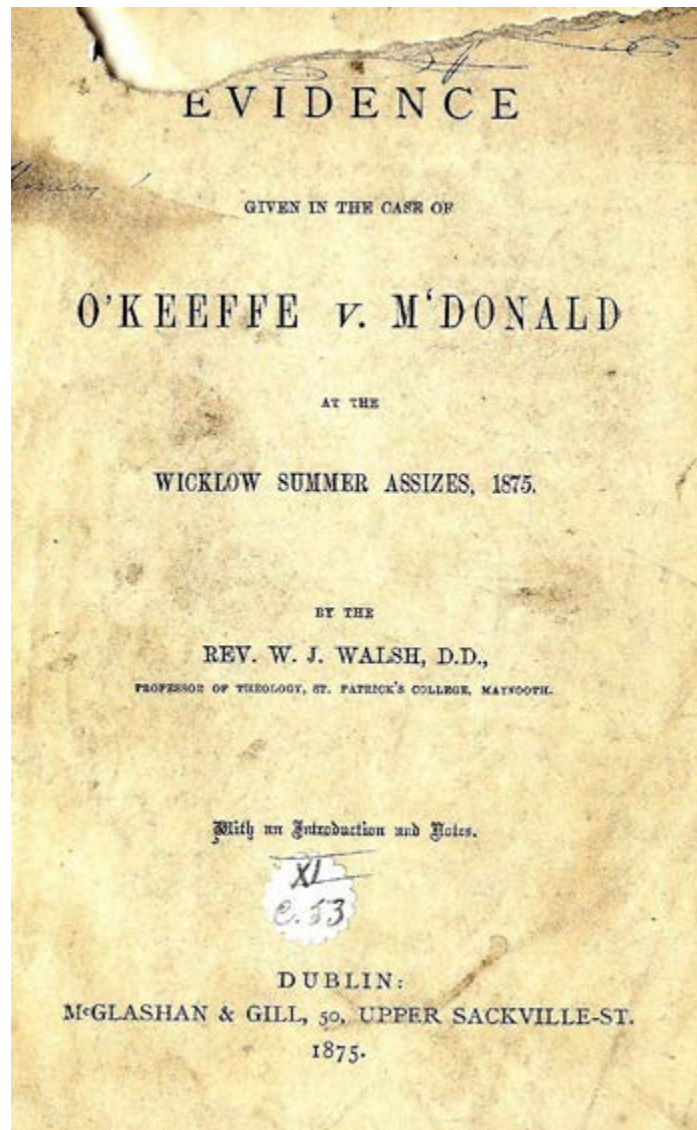 EVIDENCE
GIVEN IN THE CASE OF
O'KEEFFE v. M‘DONALD
AT THE
WICKLOW SUMMER ASSIZES, 1875.
BY THE
REV. W. J. WALSH, D.D.,
PROFESSOR OF THEOLOGY, ST. PATRICK'S COLLEGE, MAYNOOTH.
With an Introduction and Notes.
XI
c. 53
DUBLIN:
McGLASHAN & GILL, 50, UPPER SACKVILLE-ST.
1875.